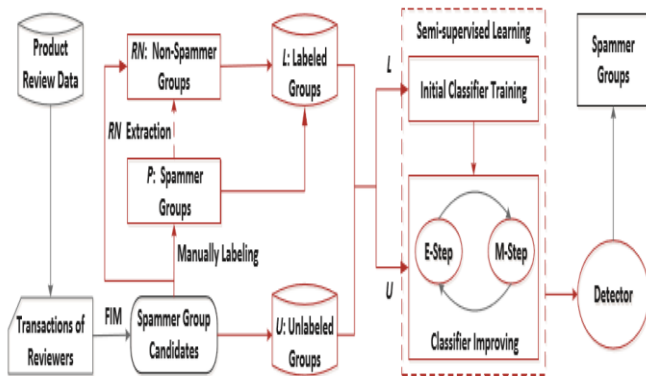 Product
Review Data
RN: Non-Spammer
Groups
L: Labeled
Groups
Semi-supervised Learning
L
Initial Classifier Training
Spammer
Groups
RN Extraction
P: Spammer
Groups
Manually Labeling
E-Step
M-Step
U
Classifier Improving
Detector
Transactions of
Reviewers
FIM
Spammer Group
Candidates
U: Unlabeled
Groups